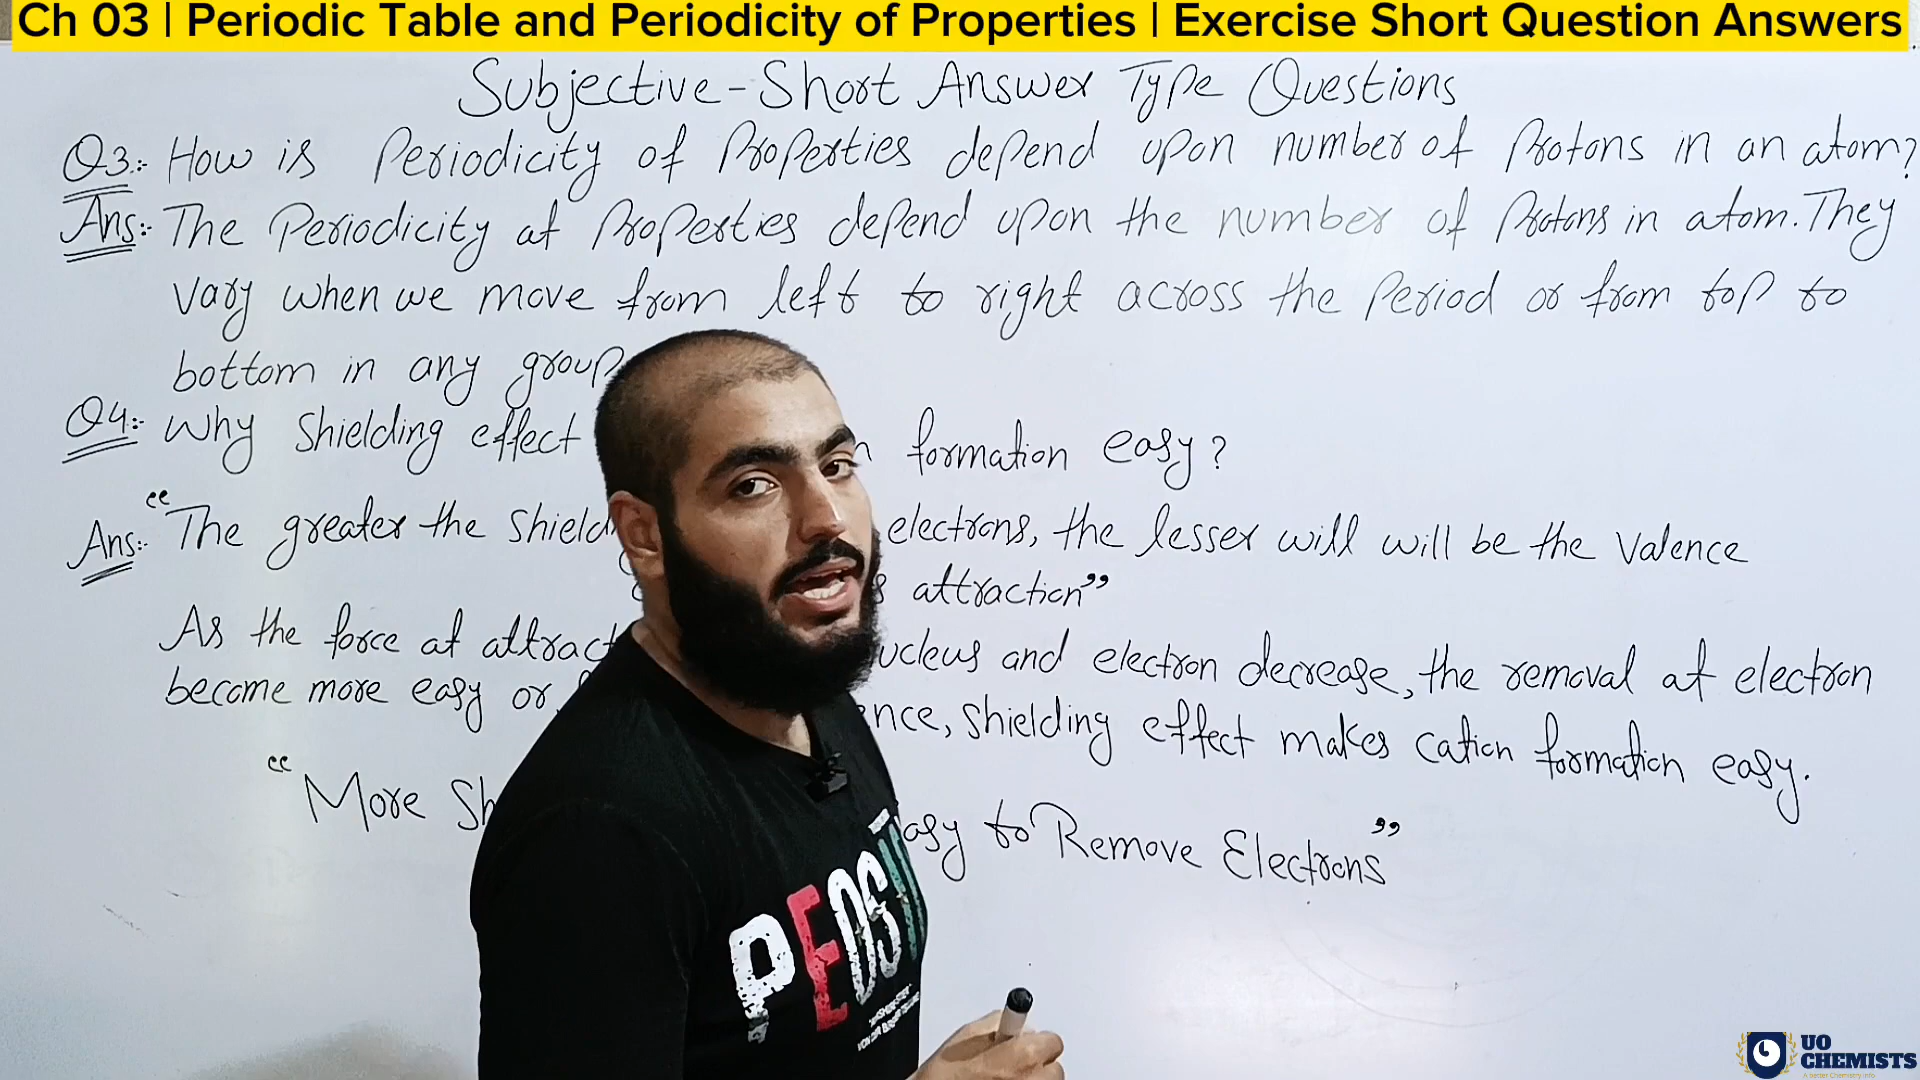 Ch 03 | Periodic Table and Periodicity of Properties | Exercise Short Question Answers
Subjective-Short Answer Type Questions
Q3:- How is Periodicity of Properties depend upon number of Protons in an atom?
Ans:- The Periodicity of Properties depend upon the number of Protons in atom. They
vary when we move from left to right across the Period or from top to
bottom in any group
Q4:- Why Shielding effect formation easy?
Ans:- "The greater the Shield electrons, the lesser will will be the Valence
attraction"
As the force of attract nucleus and electron decrease, the removal of electron
become more easy or ence, shielding effect makes cation formation easy.
"More Sh easy to Remove Electrons"
PEOS
UO
CHEMISTS